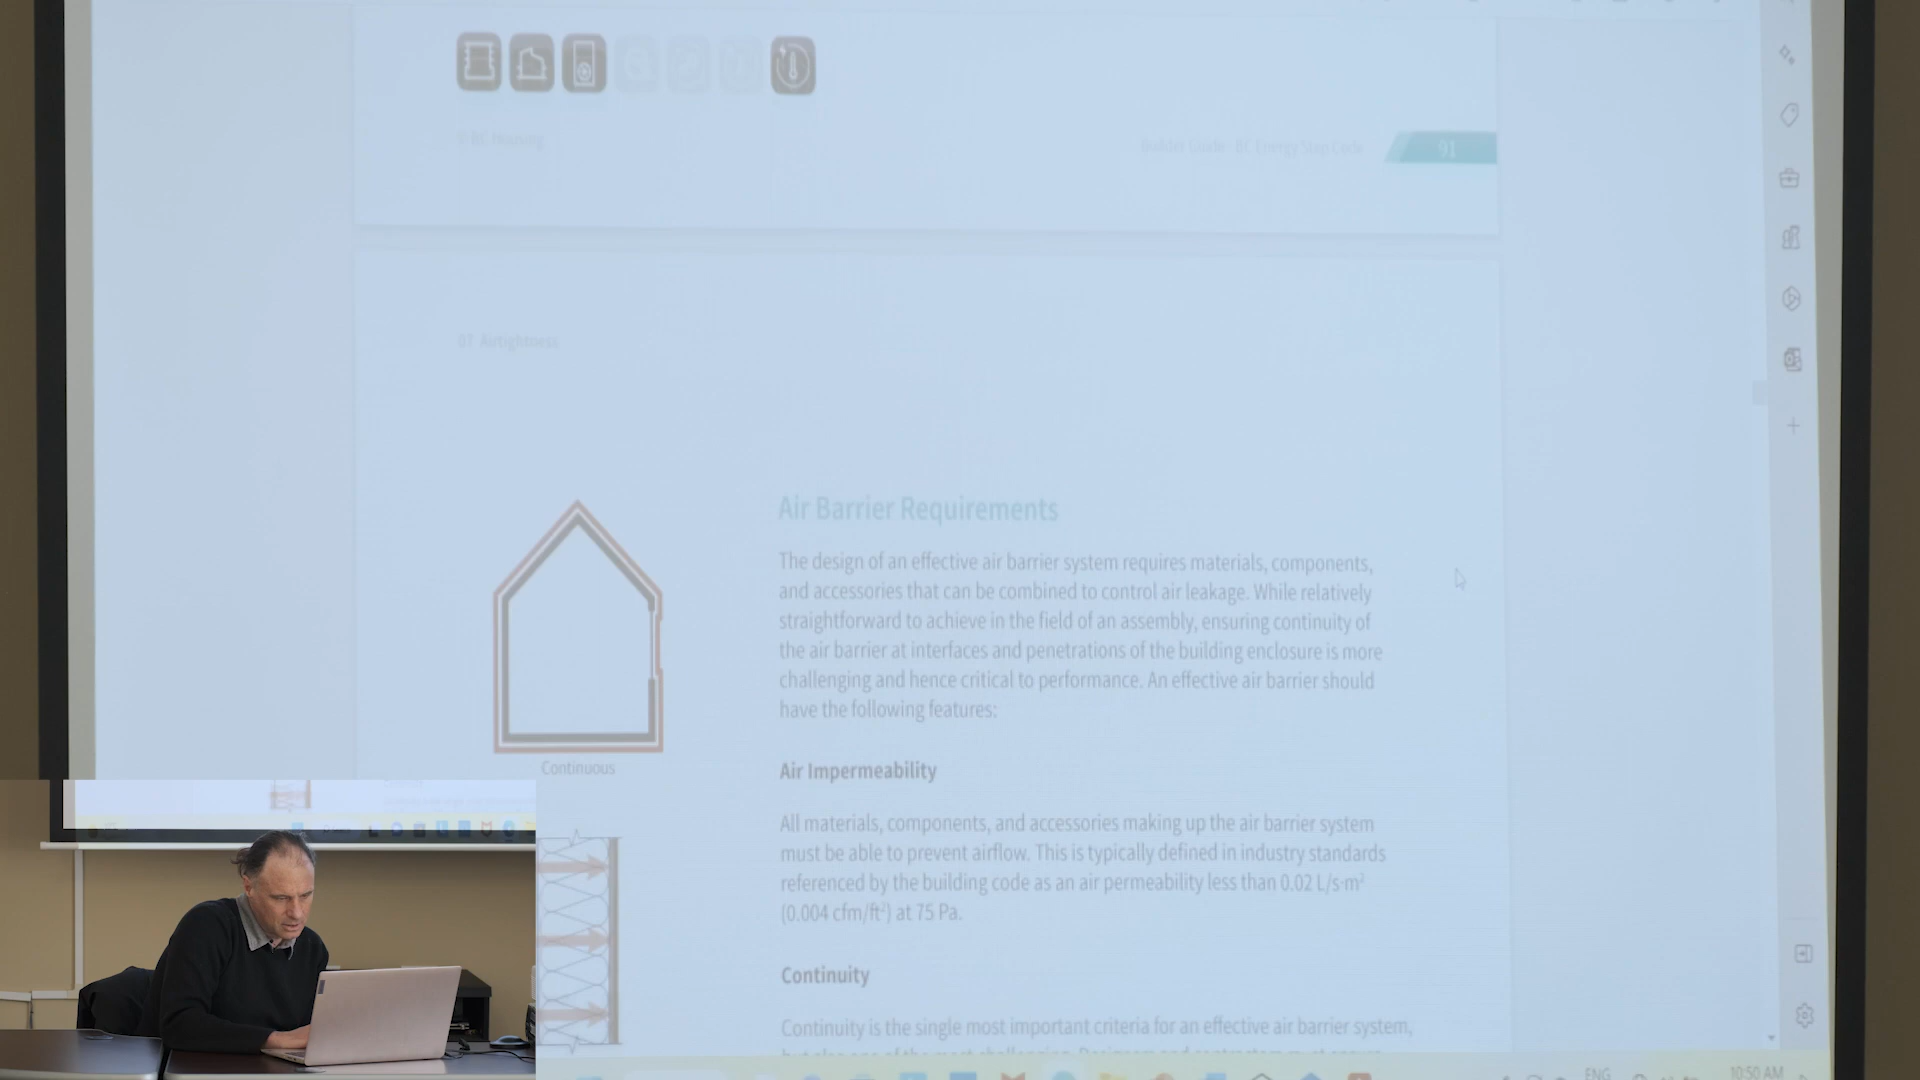 © BC Housing
Builder Guide BC Energy Step Code
91
07 Airtightness
Air Barrier Requirements
The design of an effective air barrier system requires materials, components,
and accessories that can be combined to control air leakage. While relatively
straightforward to achieve in the field of an assembly, ensuring continuity of
the air barrier at interfaces and penetrations of the building enclosure is more
challenging and hence critical to performance. An effective air barrier should
have the following features:
Continuous
Air Impermeability
All materials, components, and accessories making up the air barrier system
must be able to prevent airflow. This is typically defined in industry standards
referenced by the building code as an air permeability less than 0.02 L/s·m²
(0.004 cfm/ft²) at 75 Pa.
Continuity
Continuity is the single most important criteria for an effective air barrier system,
ENG
10:50 AM